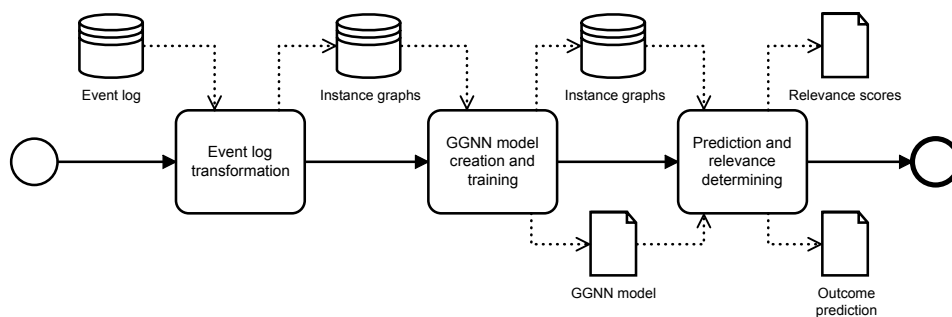 Event log
Instance graphs
Instance graphs
Relevance scores
Event log
transformation
GGNN model
creation and
training
Prediction and
relevance
determining
GGNN model
Outcome
prediction